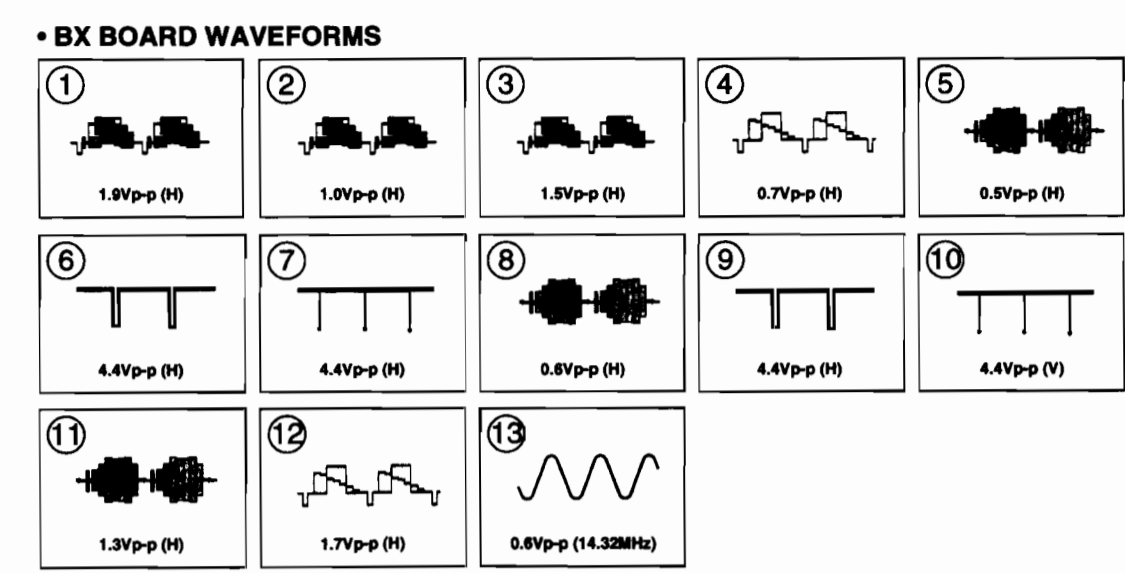 • BX BOARD WAVEFORMS
1
1.9Vp-p (H)
2
1.0Vp-p (H)
3
1.5Vp-p (H)
4
0.7Vp-p (H)
5
0.5Vp-p (H)
6
4.4Vp-p (H)
7
4.4Vp-p (H)
8
0.6Vp-p (H)
9
4.4Vp-p (H)
10
4.4Vp-p (V)
11
1.3Vp-p (H)
12
1.7Vp-p (H)
13
0.6Vp-p (14.32MHz)